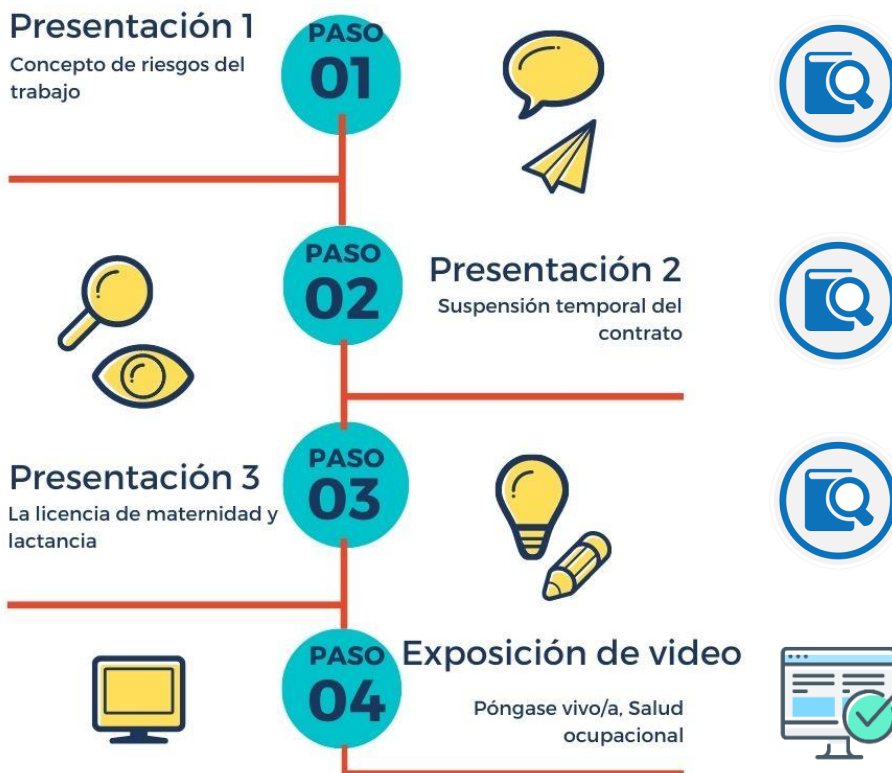 Presentación 1
Concepto de riesgos del
trabajo
PASO
01
PASO
02
Presentación 2
Suspensión temporal del
contrato
Presentación 3
La licencia de maternidad y
lactancia
PASO
03
PASO
04
Exposición de video
Póngase vivo/a, Salud
ocupacional